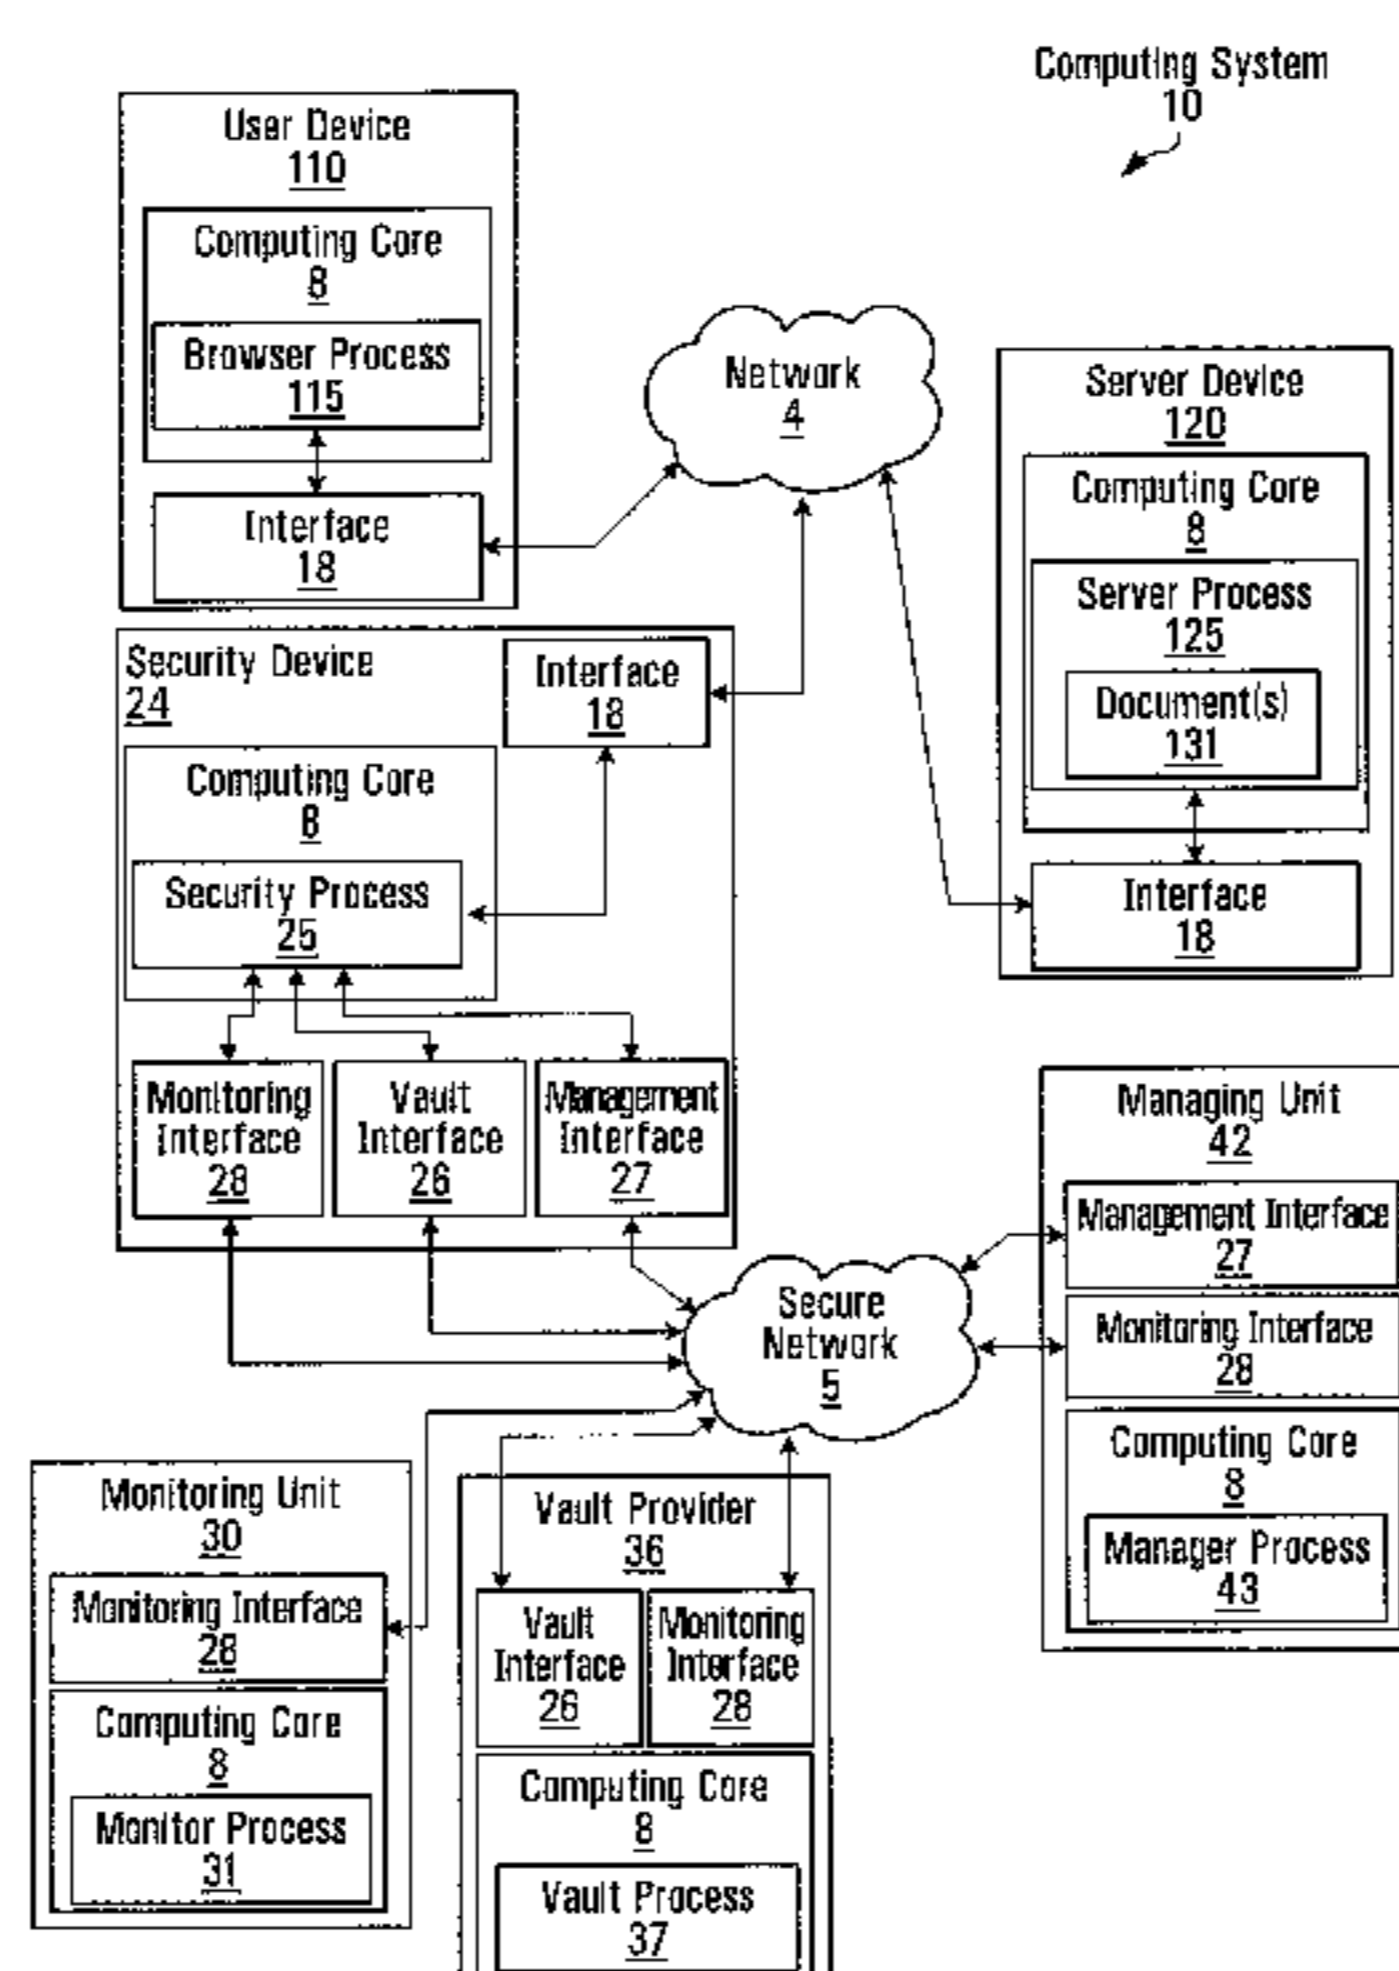 Computing System
10
User Device
110
Computing Core
8
Browser Process
115
Interface
18
Network
4
Server Device
120
Computing Core
8
Server Process
125
Document(s)
131
Interface
18
Security Device
24
Interface
18
Computing Core
8
Security Process
25
Monitoring
Interface
28
Vault
Interface
26
Management
Interface
27
Managing Unit
42
Management Interface
27
Monitoring Interface
28
Computing Core
8
Manager Process
43
Secure
Network
5
Monitoring Unit
30
Monitoring Interface
28
Computing Core
8
Monitor Process
31
Vault Provider
36
Vault
Interface
26
Monitoring
Interface
28
Computing Core
8
Vault Process
37